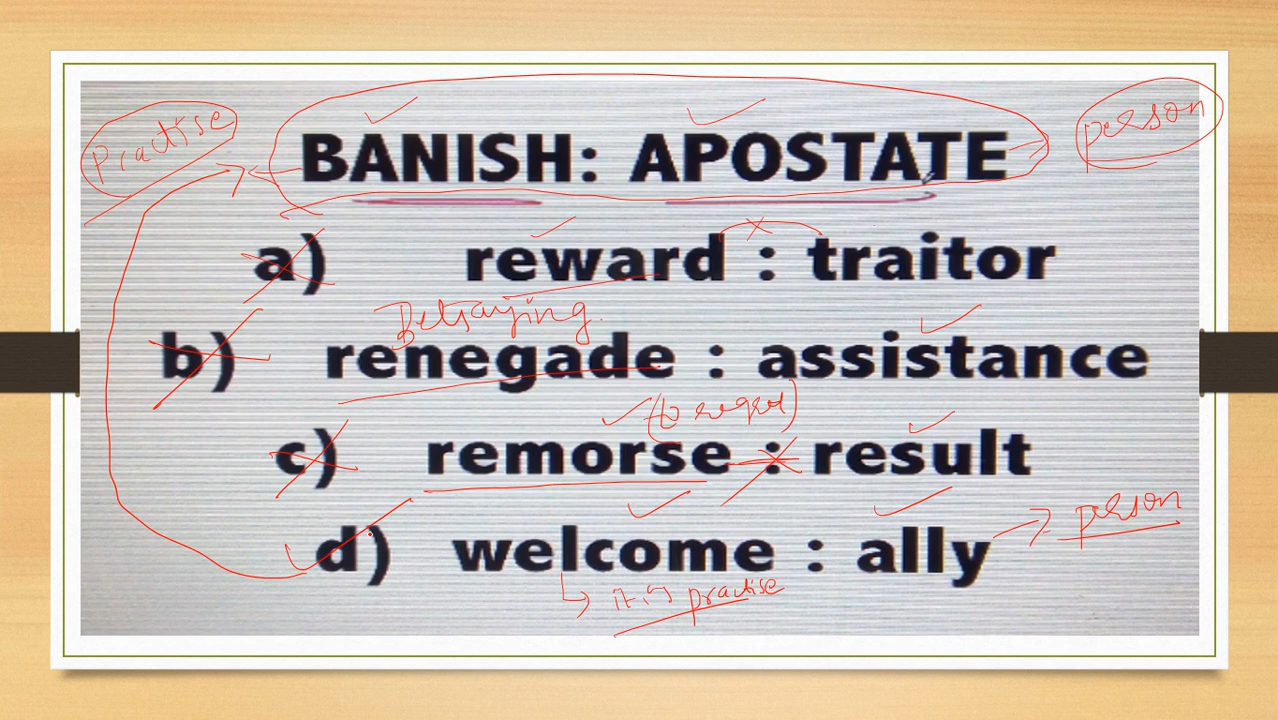 Practise
person
BANISH: APOSTATE
a) reward : traitor
Betraying.
b) renegade : assistance
(to regret)
c) remorse : result
d) welcome : ally
person
it is practise